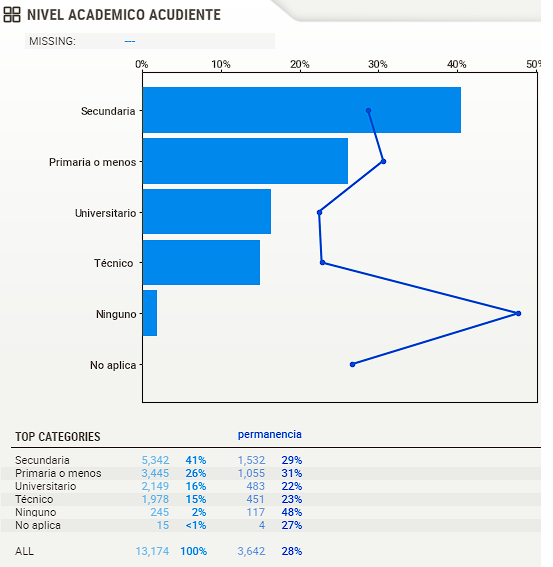 NIVEL ACADEMICO ACUDIENTE
MISSING: ---
0% 10% 20% 30% 40% 50%
Secundaria
Primaria o menos
Universitario
Técnico
Ninguno
No aplica
TOP CATEGORIES permanencia
Secundaria 5,342 41% 1,532 29%
Primaria o menos 3,445 26% 1,055 31%
Universitario 2,149 16% 483 22%
Técnico 1,978 15% 451 23%
Ninguno 245 2% 117 48%
No aplica 15 <1% 4 27%
ALL 13,174 100% 3,642 28%